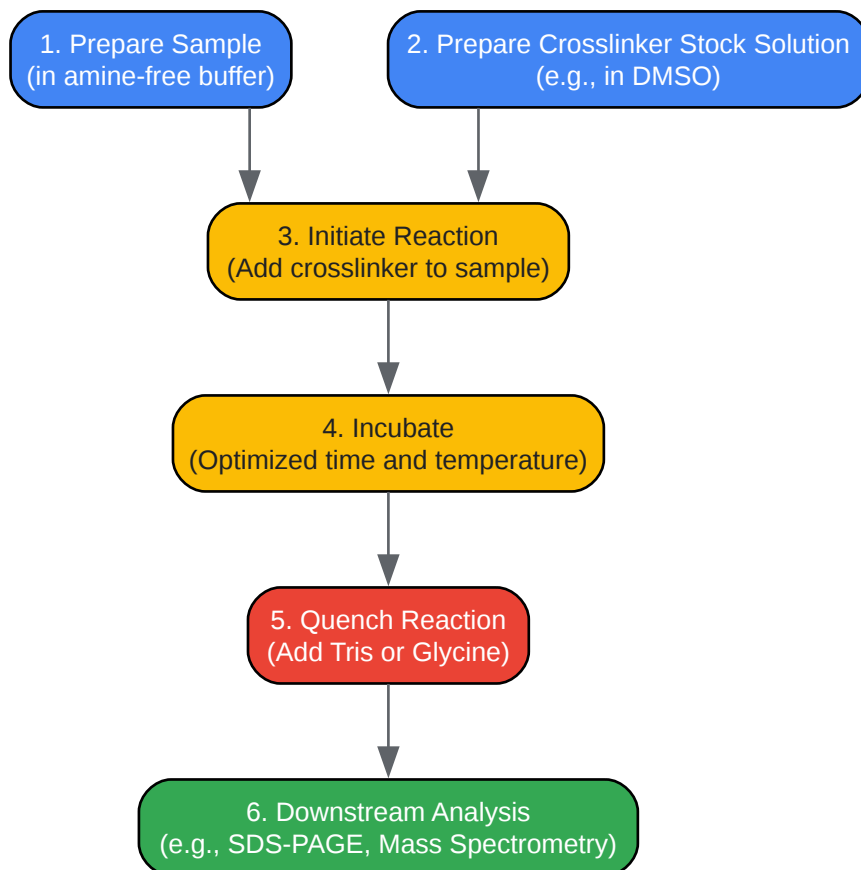 1. Prepare Sample
(in amine-free buffer)
2. Prepare Crosslinker Stock Solution
(e.g., in DMSO)
3. Initiate Reaction
(Add crosslinker to sample)
4. Incubate
(Optimized time and temperature)
5. Quench Reaction
(Add Tris or Glycine)
6. Downstream Analysis
(e.g., SDS-PAGE, Mass Spectrometry)